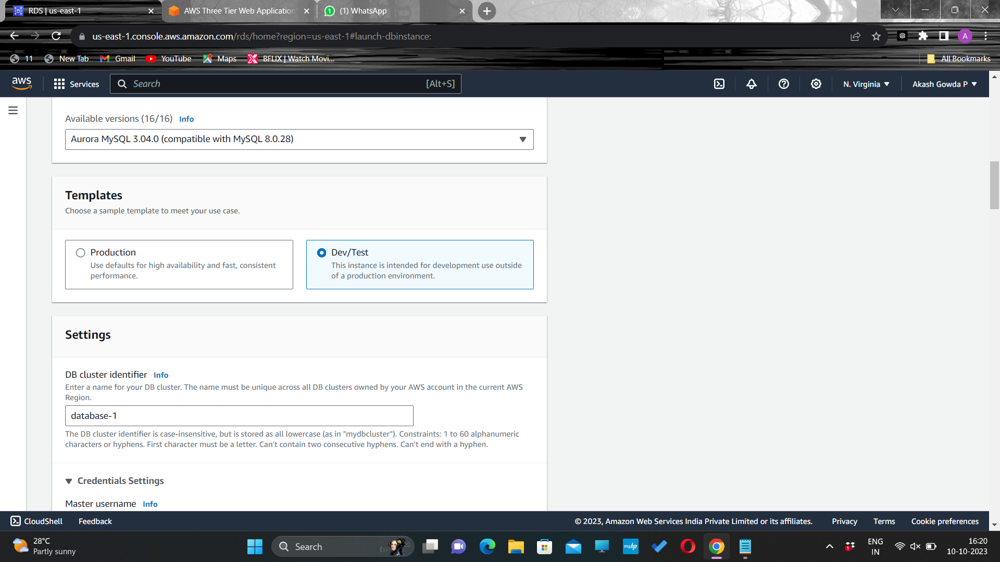 RDS | us-east-1
AWS Three Tier Web Application
(1) WhatsApp
us-east-1.console.aws.amazon.com/rds/home?region=us-east-1#launch-dbinstance:
A
11
New Tab
Gmail
YouTube
Maps
BFLIX | Watch Movi...
All Bookmarks
aws
Services
Search
[Alt+S]
N. Virginia
Akash Gowda P
Available versions (16/16) Info
Aurora MySQL 3.04.0 (compatible with MySQL 8.0.28)
Templates
Choose a sample template to meet your use case.
Production
Use defaults for high availability and fast, consistent
performance.
Dev/Test
This instance is intended for development use outside
of a production environment.
Settings
DB cluster identifier Info
Enter a name for your DB cluster. The name must be unique across all DB clusters owned by your AWS account in the current AWS
Region.
database-1
The DB cluster identifier is case-insensitive, but is stored as all lowercase (as in "mydbcluster"). Constraints: 1 to 60 alphanumeric
characters or hyphens. First character must be a letter. Can't contain two consecutive hyphens. Can't end with a hyphen.
Credentials Settings
Master username Info
CloudShell
Feedback
© 2023, Amazon Web Services India Private Limited or its affiliates.
Privacy
Terms
Cookie preferences
28°C
Partly sunny
Search
myhp
1
ENG
IN
16:20
10-10-2023